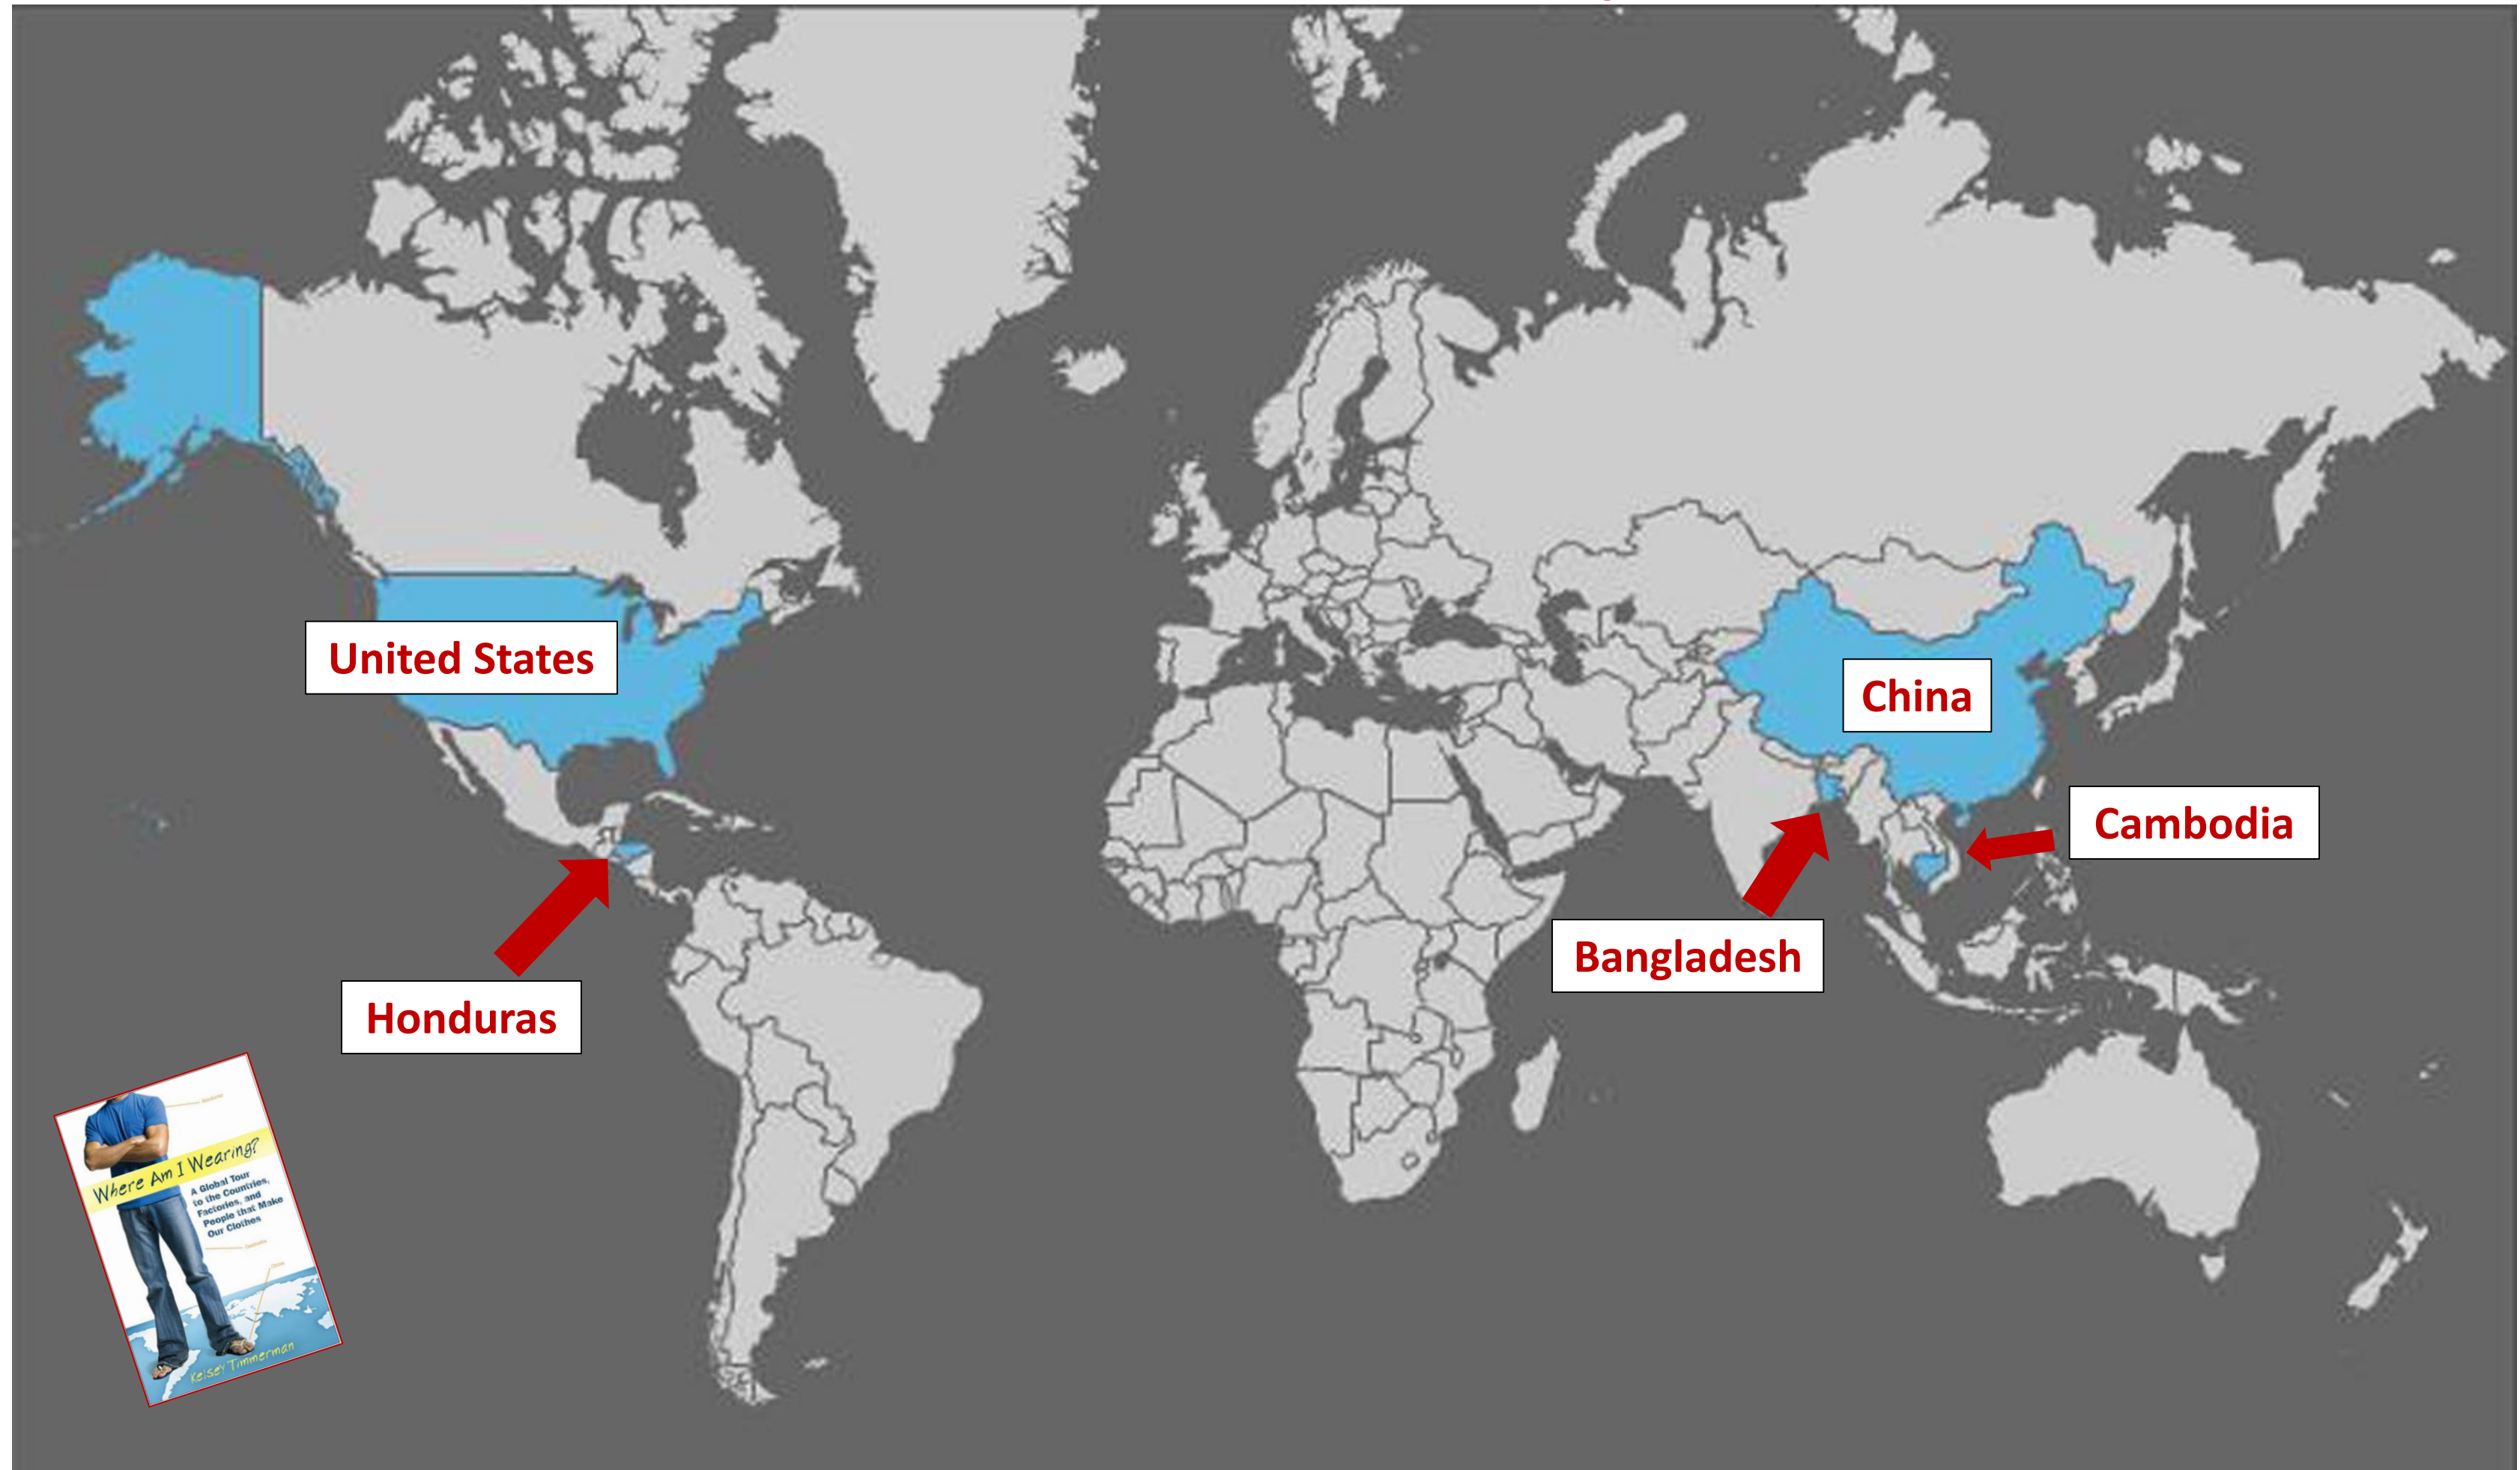 United States
China
Cambodia
Bangladesh
Honduras
Where Am I Wearing?
A Global Tour
to the Countries,
Factories, and
People that Make
Our Clothes
Kelsey Timmerman